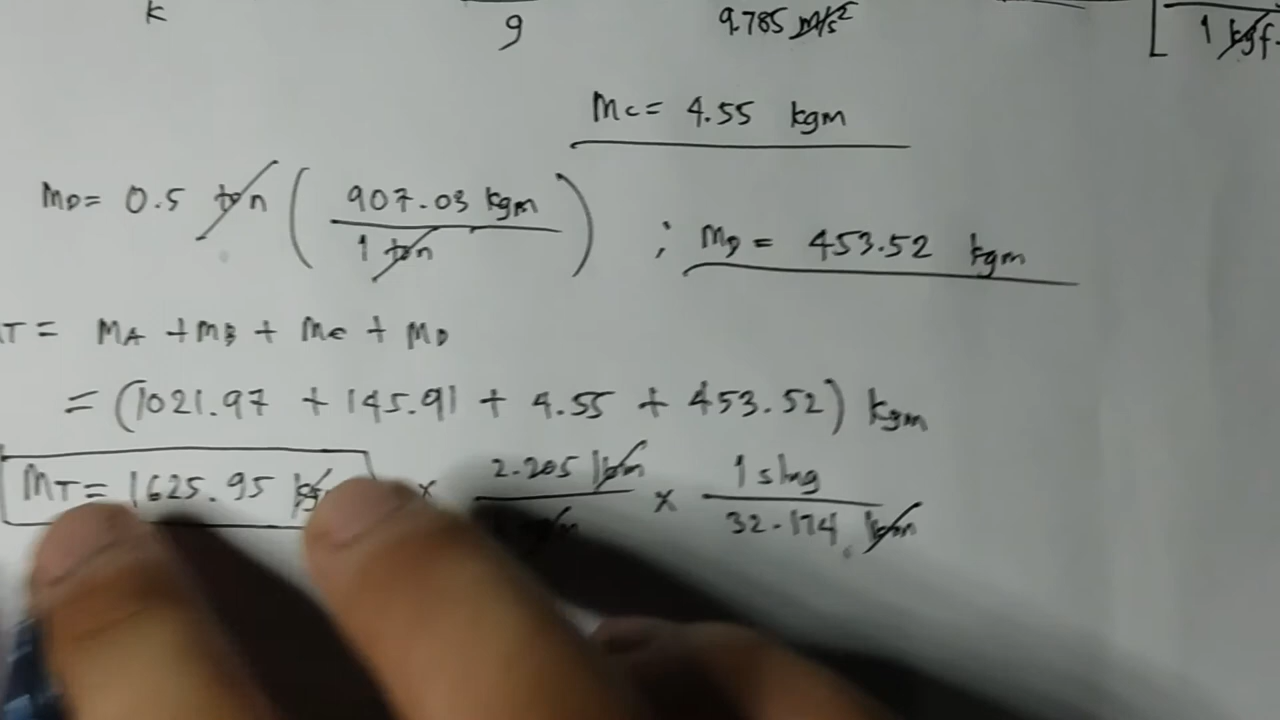 k g 9.785 m/s² 1 kgf
Mc = 4.55 kgm
MD = 0.5 ton ( 907.03 kgm / 1 ton ) ; MD = 453.52 kgm
T = MA + MB + Mc + MD
= (1021.97 + 145.91 + 4.55 + 453.52) kgm
MT = 1625.95 x 2.205 lbm x 1 slug / 32.174 lbm